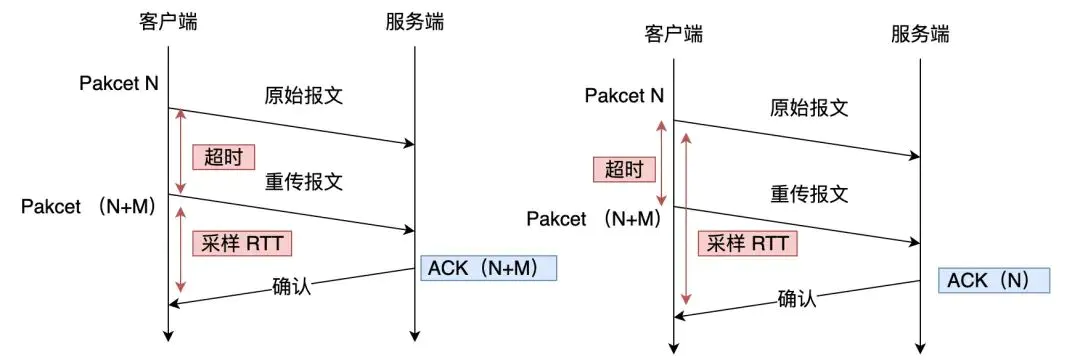 客户端
服务端
Pakcet N
原始报文
超时
重传报文
Pakcet （N+M）
采样 RTT
ACK（N+M）
确认
客户端
服务端
Pakcet N
原始报文
超时
重传报文
Pakcet （N+M）
采样 RTT
ACK（N）
确认